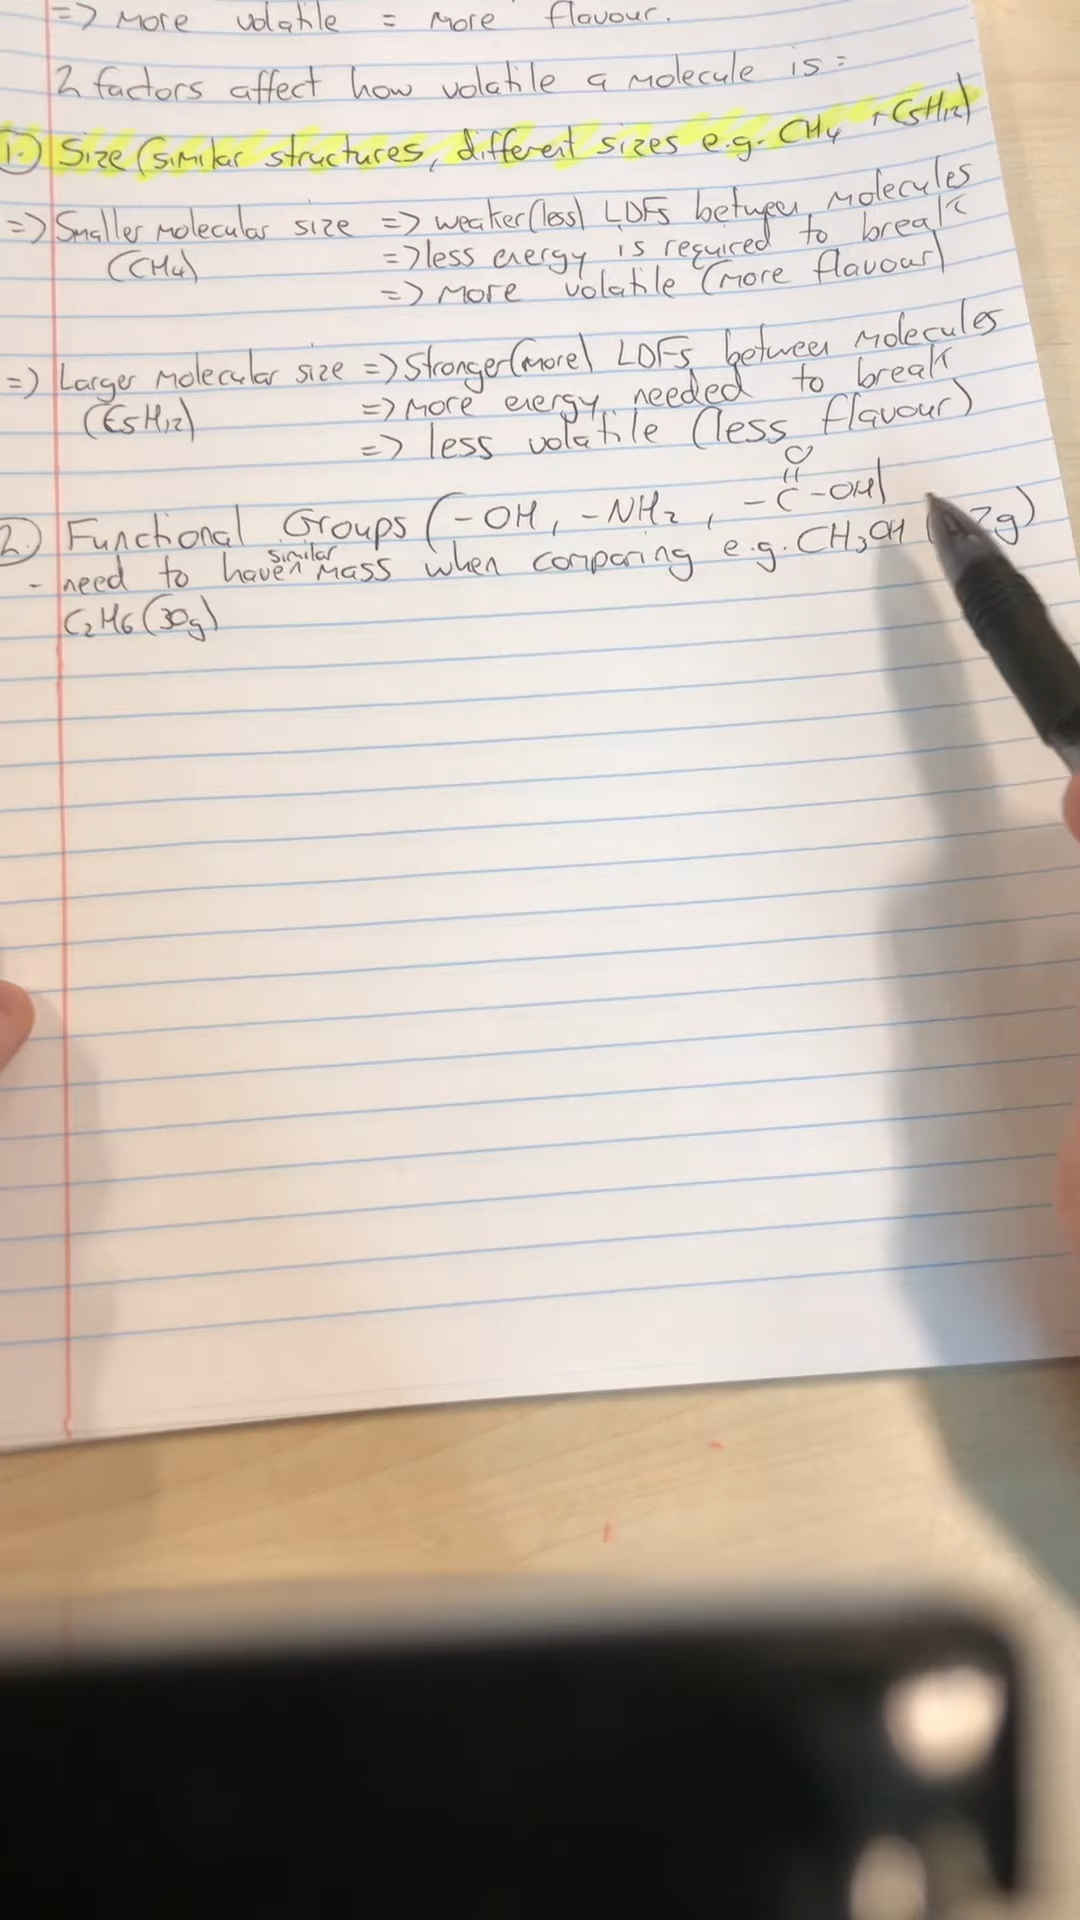 => More volatile = more flavour.
2 factors affect how volatile a molecule is:
1.) Size (similar structures, different sizes e.g. CH4 + C5H12)
=> Smaller molecular size => weaker (less) LDFs between molecules
(CH4) => less energy is required to break
=> more volatile (more flavour)
=> Larger molecular size => Stronger (more) LDFs between molecules
(C5H12) => more energy needed to break
=> less volatile (less flavour)
O
||
2.) Functional Groups (-OH, -NH2, -C-OH)
- need to have similar mass when comparing e.g. CH3OH
C2H6 (30g)